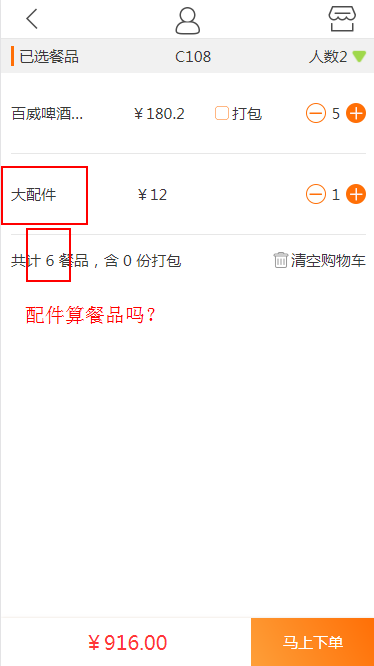 已选餐品 C108 人数2
百威啤酒... ￥180.2 打包 5
大配件 ￥12 1
共计 6 餐品，含 0 份打包 清空购物车
配件算餐品吗？
￥916.00 马上下单